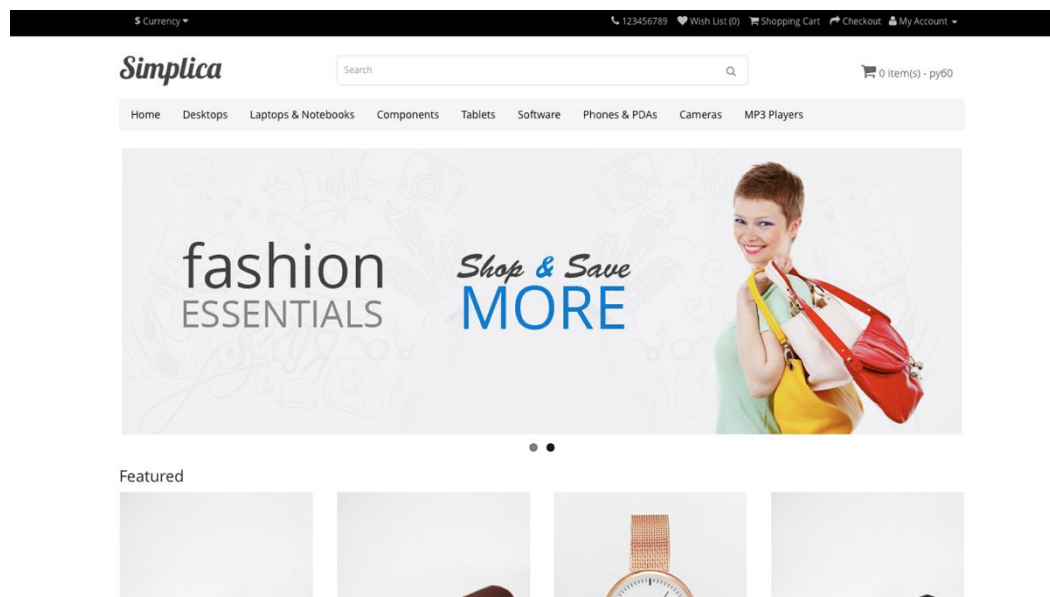 $ Currency
123456789 Wish List (0) Shopping Cart Checkout My Account
Simplica
Search
0 item(s) - ру60
Home Desktops Laptops & Notebooks Components Tablets Software Phones & PDAs Cameras MP3 Players
fashion
ESSENTIALS
Shop & Save
MORE
Featured